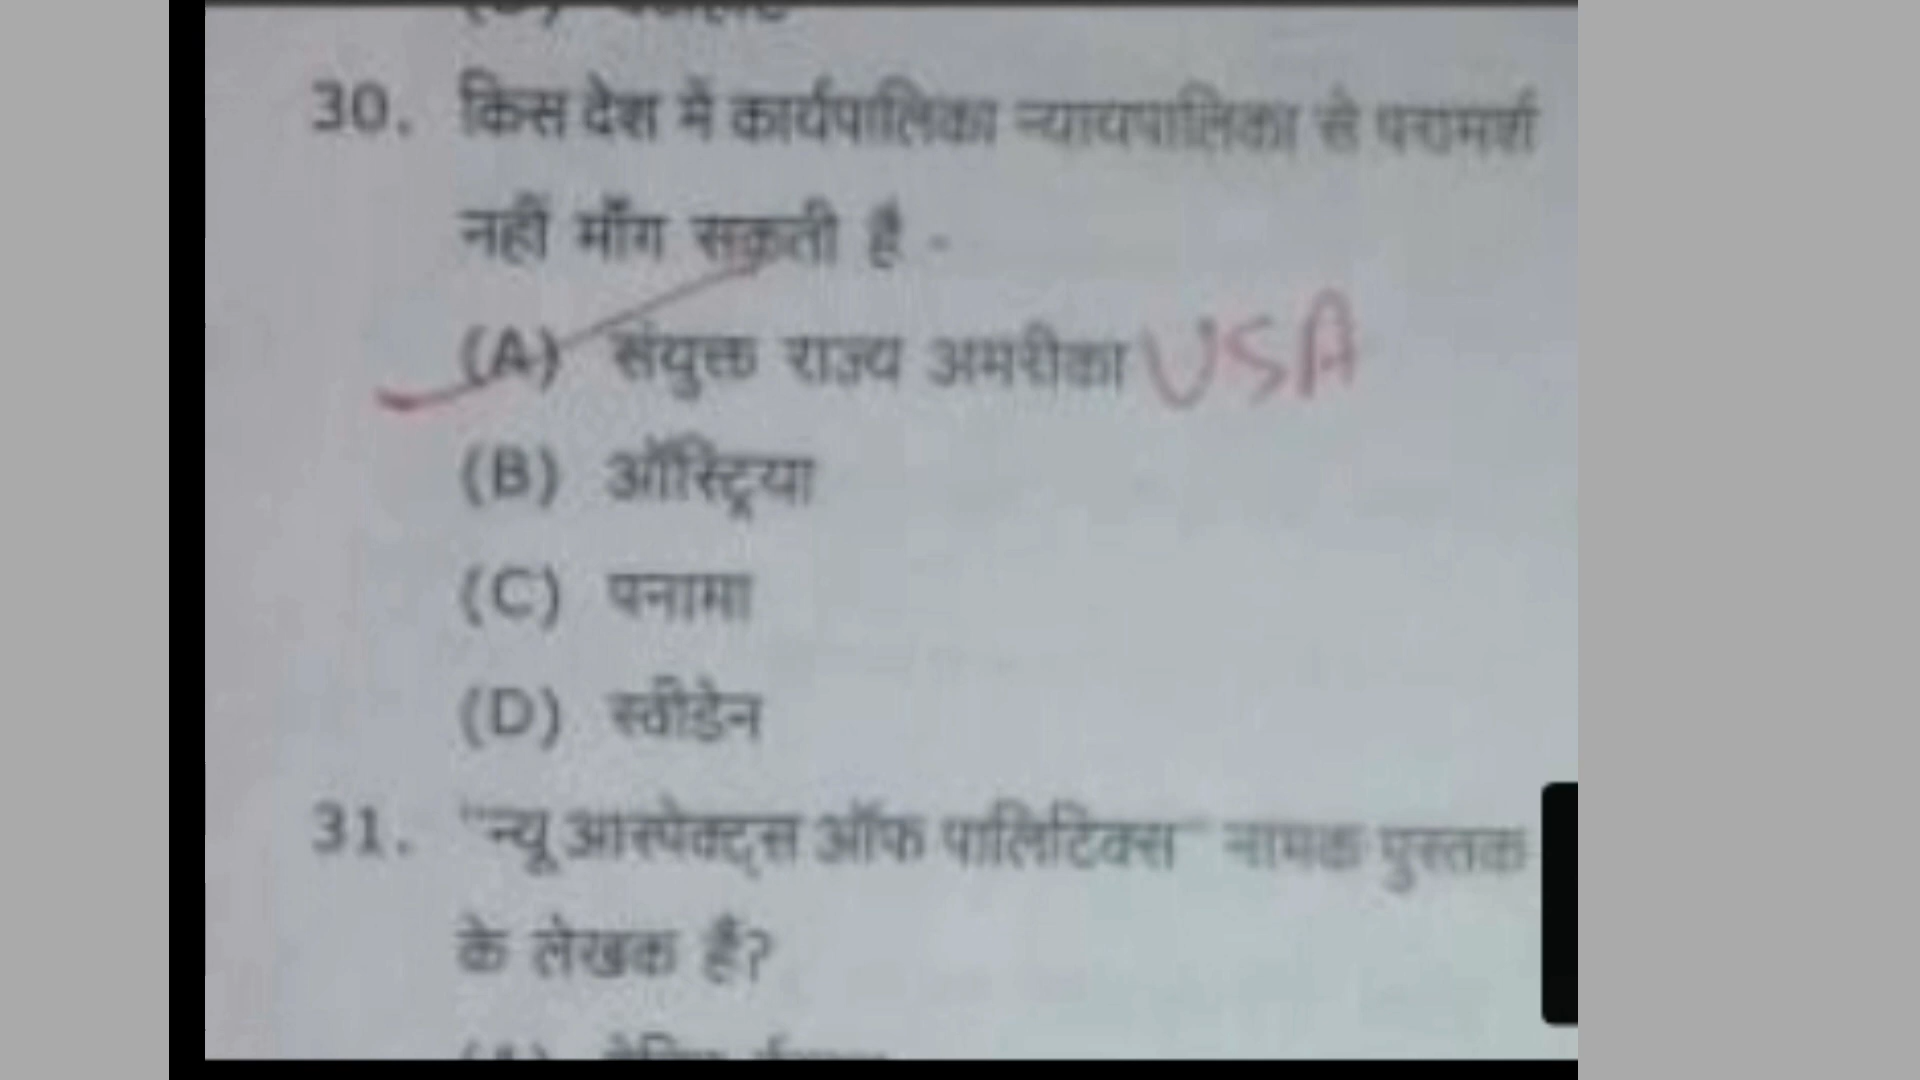 30. किस देश में कार्यपालिका न्यायपालिका से परामर्श
नहीं माँग सकती है -
(A) संयुक्त राज्य अमरीका USA
(B) ऑस्ट्रिया
(C) पनामा
(D) स्वीडेन
31. "न्यू आस्पेक्ट्स ऑफ पालिटिक्स" नामक पुस्तक
के लेखक हैं?